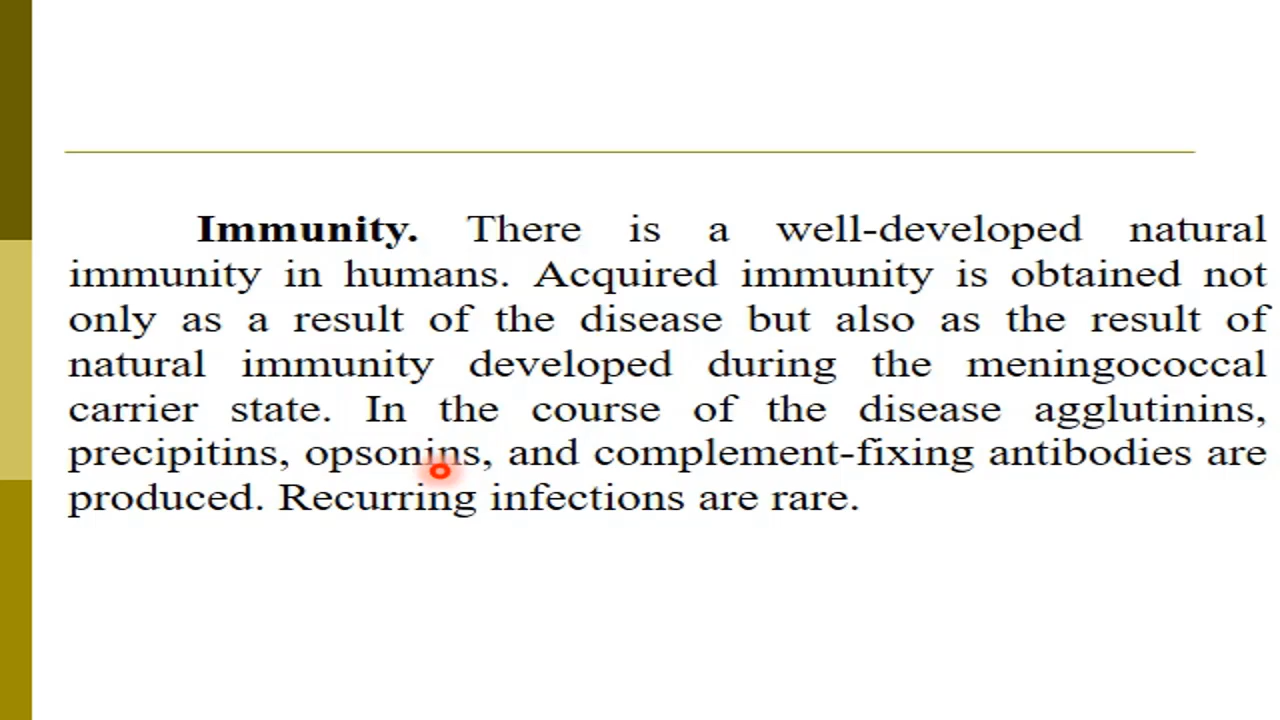 Immunity. There is a well-developed natural
immunity in humans. Acquired immunity is obtained not
only as a result of the disease but also as the result of
natural immunity developed during the meningococcal
carrier state. In the course of the disease agglutinins,
precipitins, opsonins, and complement-fixing antibodies are
produced. Recurring infections are rare.